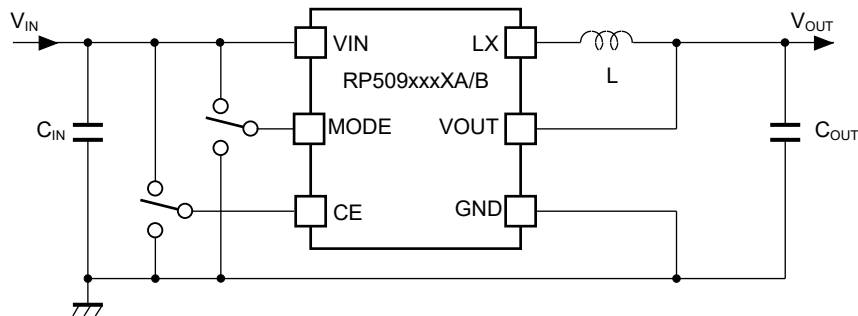 VIN
VOUT
VIN
LX
RP509xxxXA/B
L
CIN
MODE
VOUT
COUT
CE
GND